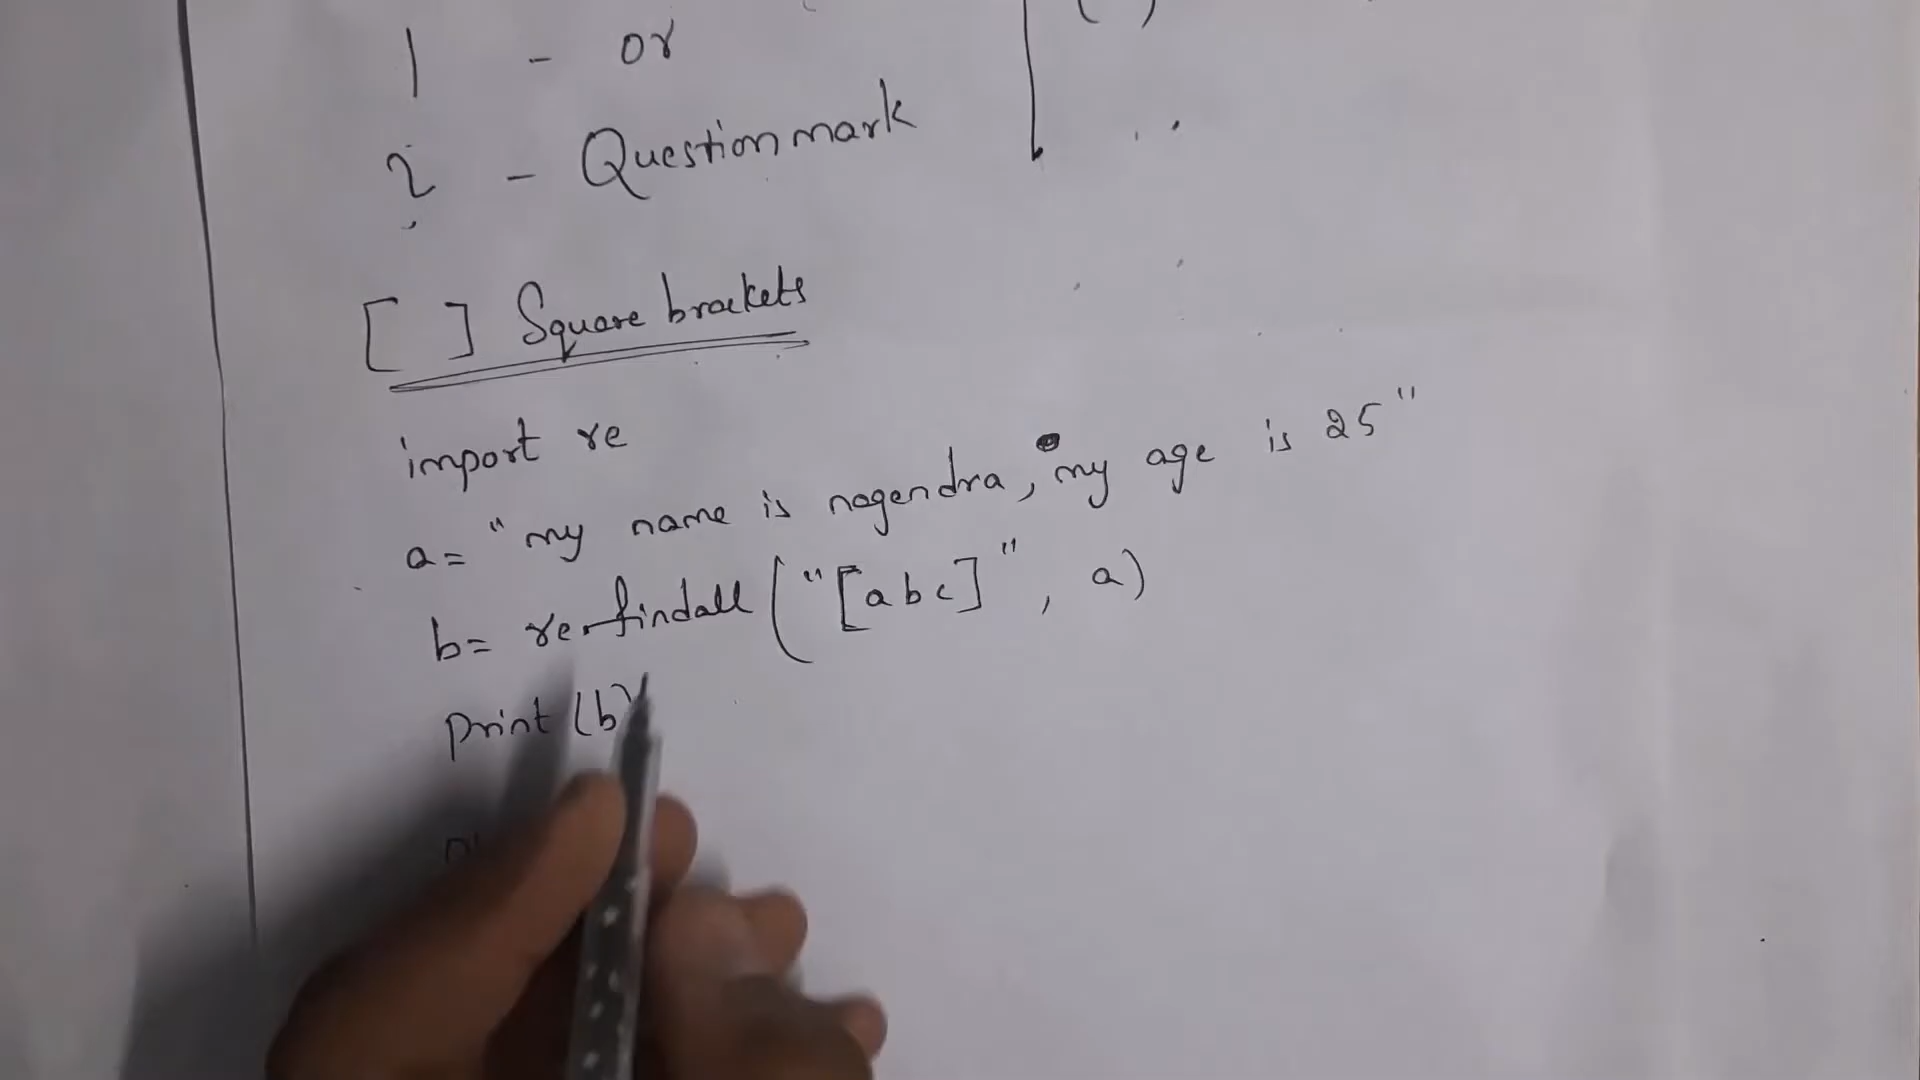 | - or
? - Question mark
( )
[ ] Square brackets
import re
a= "my name is nagendra, my age is 25"
b= re.findall("[abc]", a)
print (b)